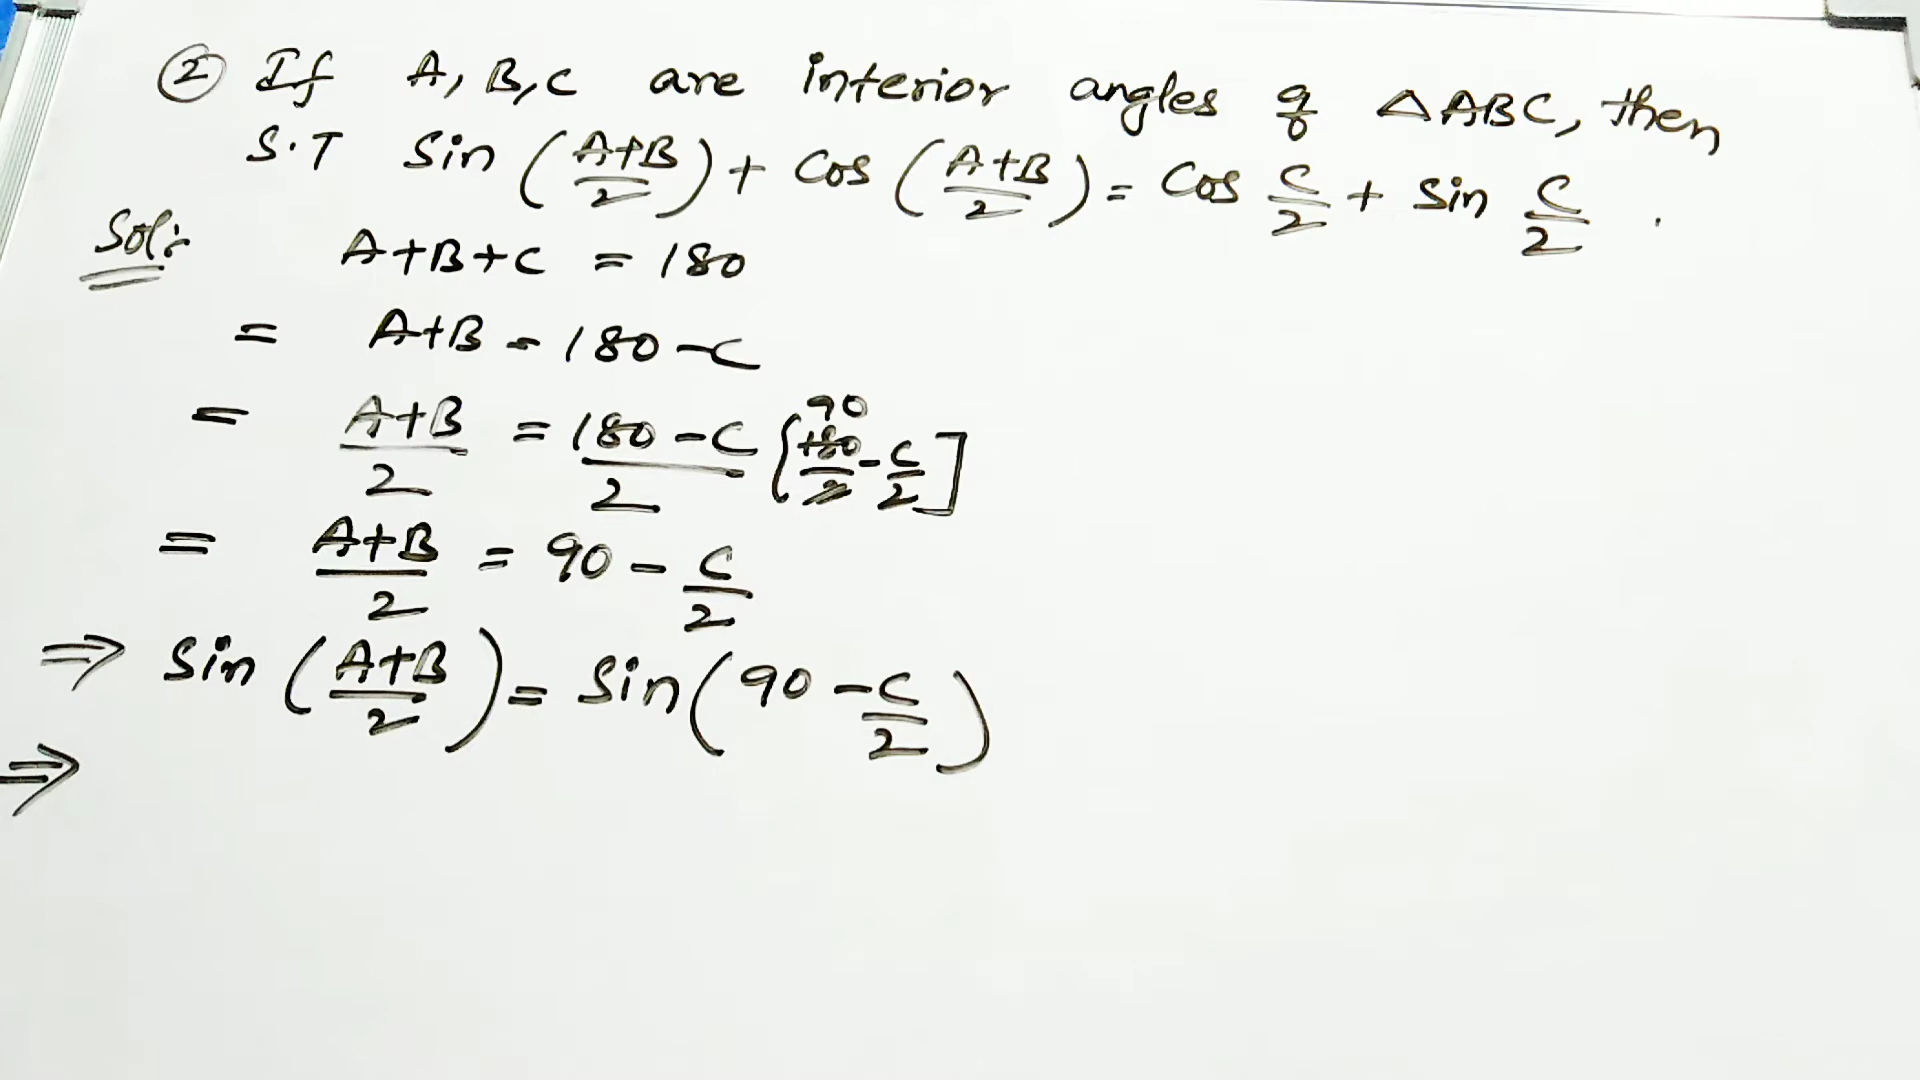 ② If A, B, C are interior angles of △ABC, then
S.T Sin (A+B/2) + Cos (A+B/2) = Cos C/2 + Sin C/2 .
Sol:
A+B+C = 180
= A+B = 180-C
= A+B/2 = 180-C/2 [90 180/2 - C/2]
= A+B/2 = 90 - C/2
⇒ Sin (A+B/2) = Sin (90 - C/2)
⇒